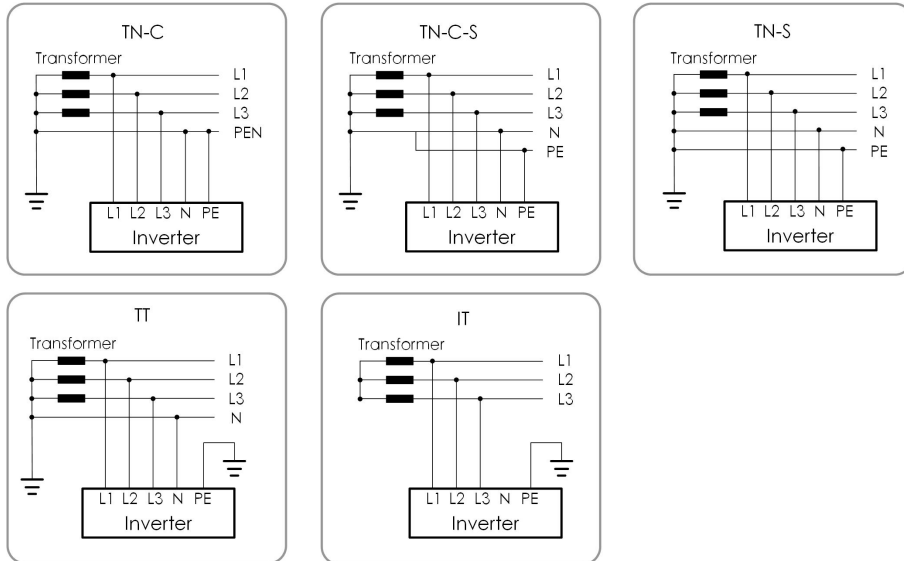 TN-C
Transformer
L1
L2
L3
PEN
L1 L2 L3 N PE
Inverter
TN-C-S
Transformer
L1
L2
L3
N
PE
L1 L2 L3 N PE
Inverter
TN-S
Transformer
L1
L2
L3
N
PE
L1 L2 L3 N PE
Inverter
TT
Transformer
L1
L2
L3
N
L1 L2 L3 N PE
Inverter
IT
Transformer
L1
L2
L3
L1 L2 L3 N PE
Inverter